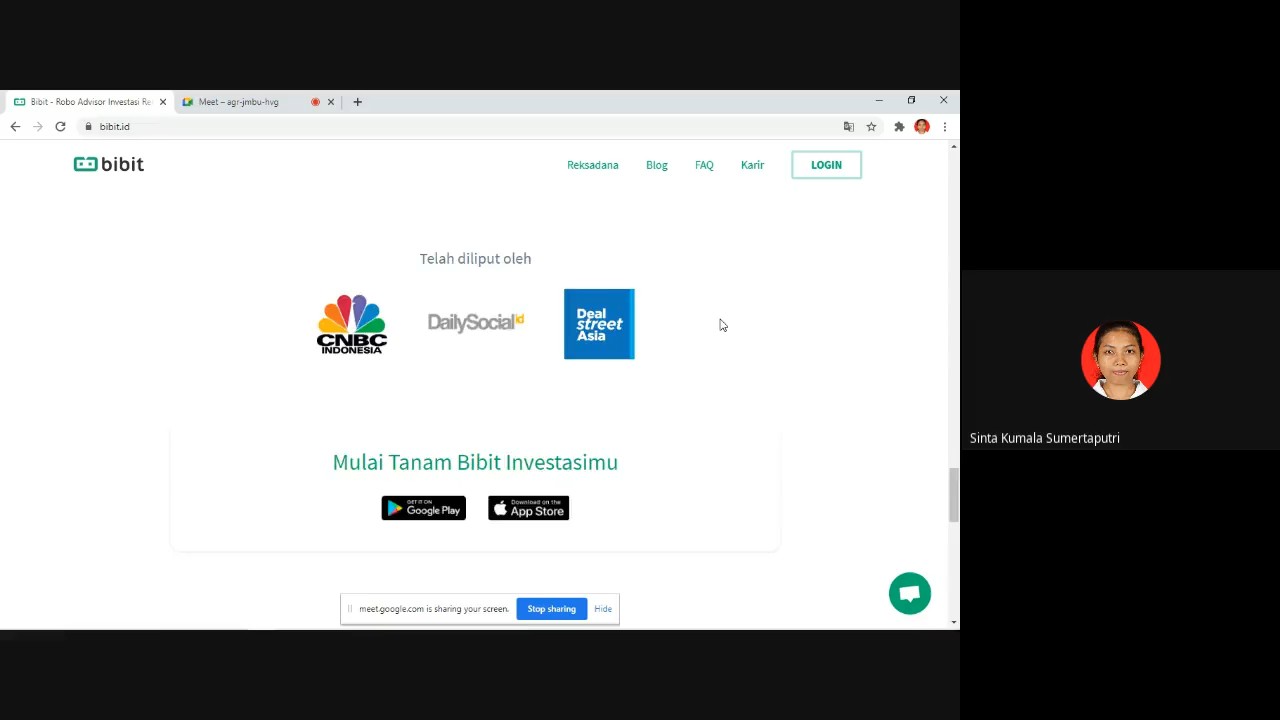 Bibit - Robo Advisor Investasi Re
Meet – agr-jmbu-hvg
bibit.id
bibit
Reksadana
Blog
FAQ
Karir
LOGIN
Telah diliput oleh
CNBC
INDONESIA
DailySocial id
Deal
street
Asia
Mulai Tanam Bibit Investasimu
GET IT ON
Google Play
Download on the
App Store
meet.google.com is sharing your screen.
Stop sharing
Hide
Sinta Kumala Sumertaputri